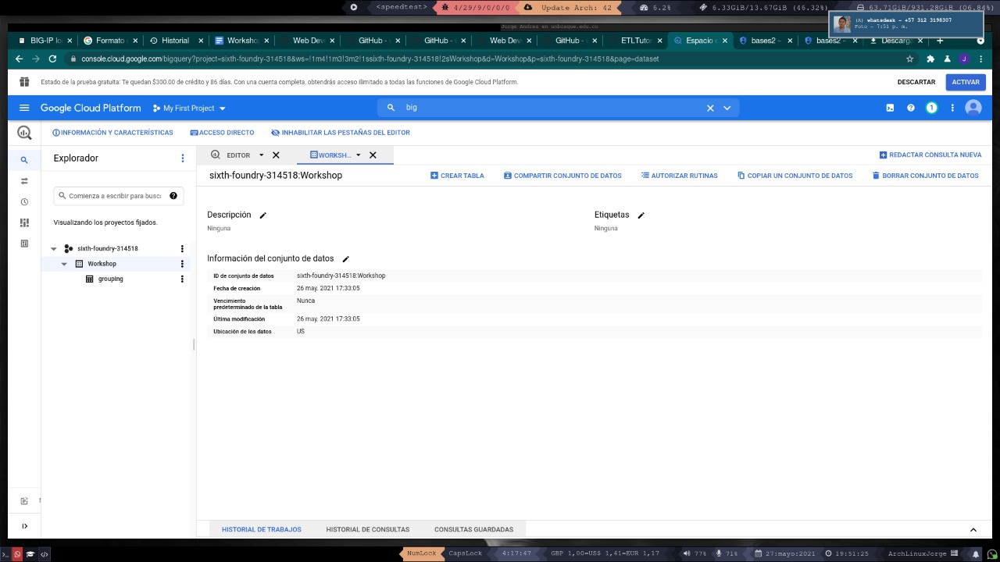 <speedtest> 4/29/9/0/0/0 Update Arch: 42 6.2% 6.33GiB/13.67GiB (46.32%) 63.71GiB/931.28GiB (06.84%)
(A) whatsdesk - +57 312 3198307
Foto - 7:51 p. m.
Jorge Andres en unbosque.edu.co
BIG-IP lo Formato Historial Worksho Web Dev GitHub - GitHub - Web Dev GitHub - ETLTuto Espacio bases2 - bases2 - Descarga
console.cloud.google.com/bigquery?project=sixth-foundry-314518&ws=!1m4!1m3!3m2!1ssixth-foundry-314518!2sWorkshop&d=Workshop&p=sixth-foundry-314518&page=dataset
Estado de la prueba gratuita: Te quedan $300.00 de crédito y 86 días. Con una cuenta completa, obtendrás acceso ilimitado a todas las funciones de Google Cloud Platform. DESCARTAR ACTIVAR
Google Cloud Platform My First Project big 1
INFORMACIÓN Y CARACTERÍSTICAS ACCESO DIRECTO INHABILITAR LAS PESTAÑAS DEL EDITOR
Explorador
EDITOR WORKSH... REDACTAR CONSULTA NUEVA
sixth-foundry-314518:Workshop CREAR TABLA COMPARTIR CONJUNTO DE DATOS AUTORIZAR RUTINAS COPIAR UN CONJUNTO DE DATOS BORRAR CONJUNTO DE DATOS
Comienza a escribir para busca
Visualizando los proyectos fijados.
sixth-foundry-314518
Workshop
grouping
Descripción Etiquetas
Ninguna Ninguna
Información del conjunto de datos
ID de conjunto de datos sixth-foundry-314518:Workshop
Fecha de creación 26 may. 2021 17:33:05
Vencimiento predeterminado de la tabla Nunca
Última modificación 26 may. 2021 17:33:05
Ubicación de los datos US
HISTORIAL DE TRABAJOS HISTORIAL DE CONSULTAS CONSULTAS GUARDADAS
NumLock CapsLock 4:17:47 GBP 1,00=US$ 1,41=EUR 1,17 77% 71% 27:mayo:2021 19:51:25 ArchLinuxJorge